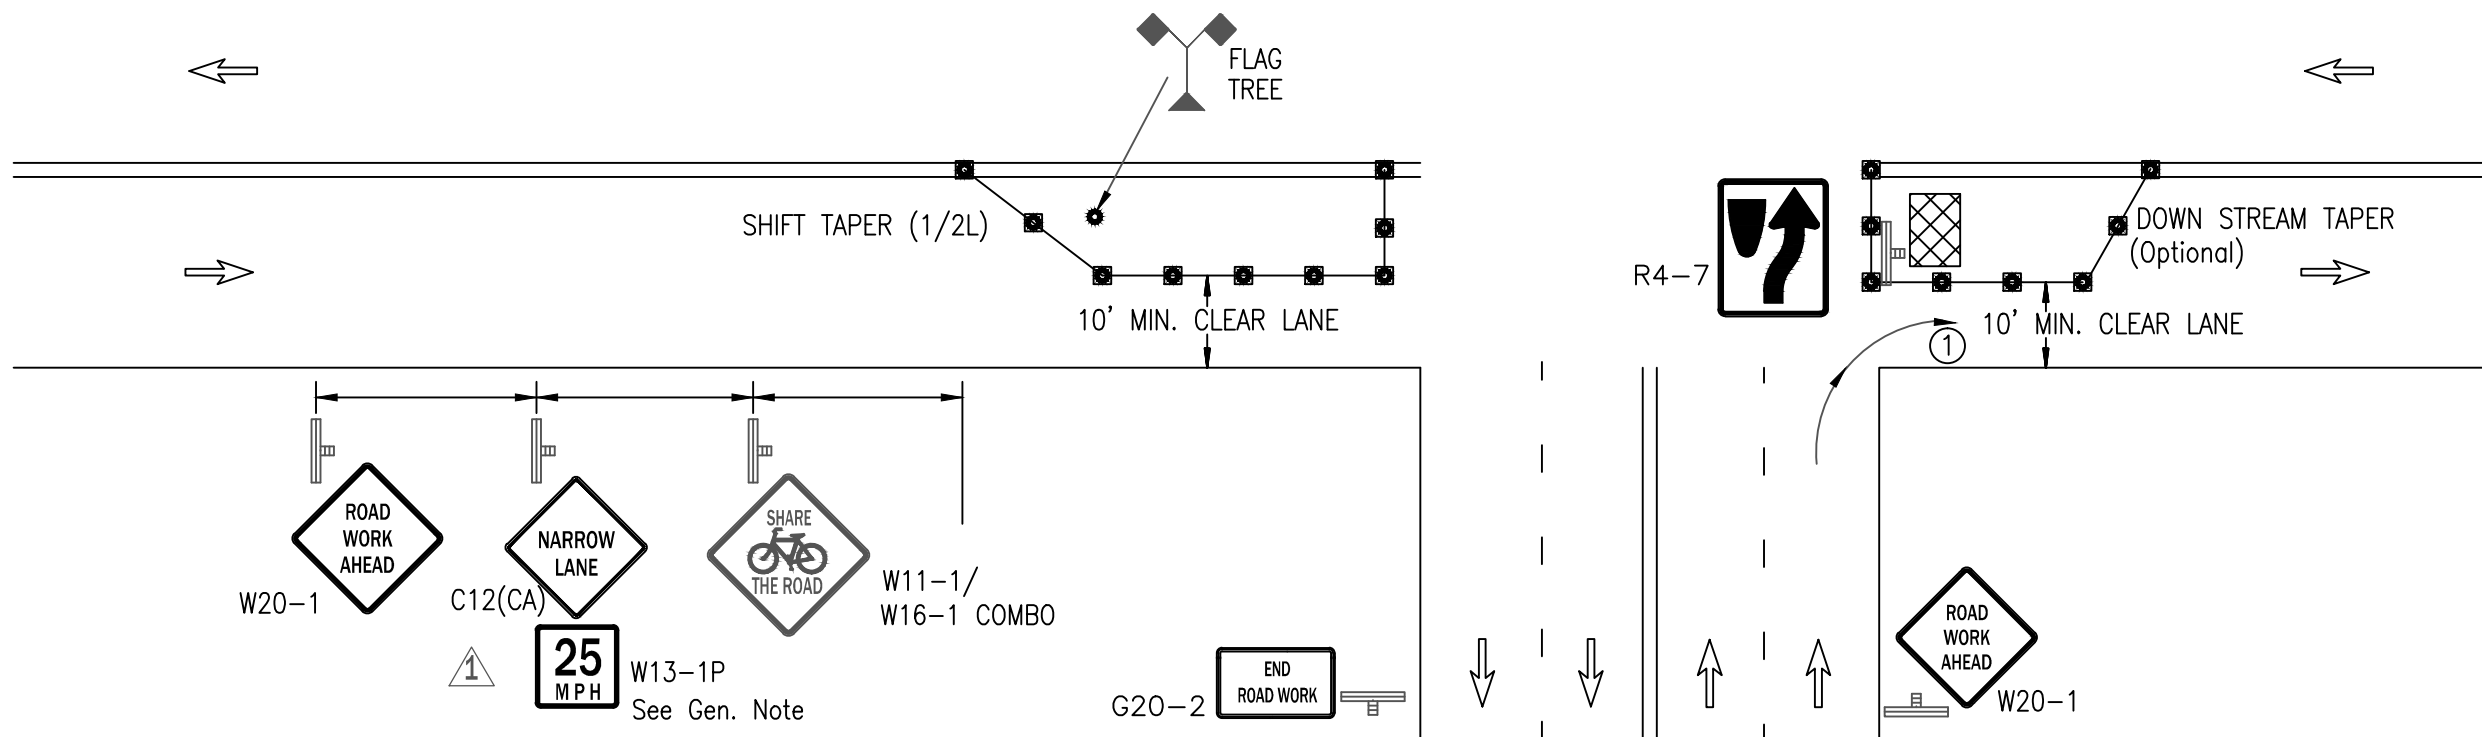 FLAG
TREE
SHIFT TAPER (1/2L)
DOWN STREAM TAPER
(Optional)
R4-7
10' MIN. CLEAR LANE
10' MIN. CLEAR LANE
1
ROAD
WORK
AHEAD
W20-1
NARROW
LANE
C12(CA)
25
MPH
1
W13-1P
See Gen. Note
SHARE
THE ROAD
W11-1/
W16-1 COMBO
END
ROAD WORK
G20-2
ROAD
WORK
AHEAD
W20-1